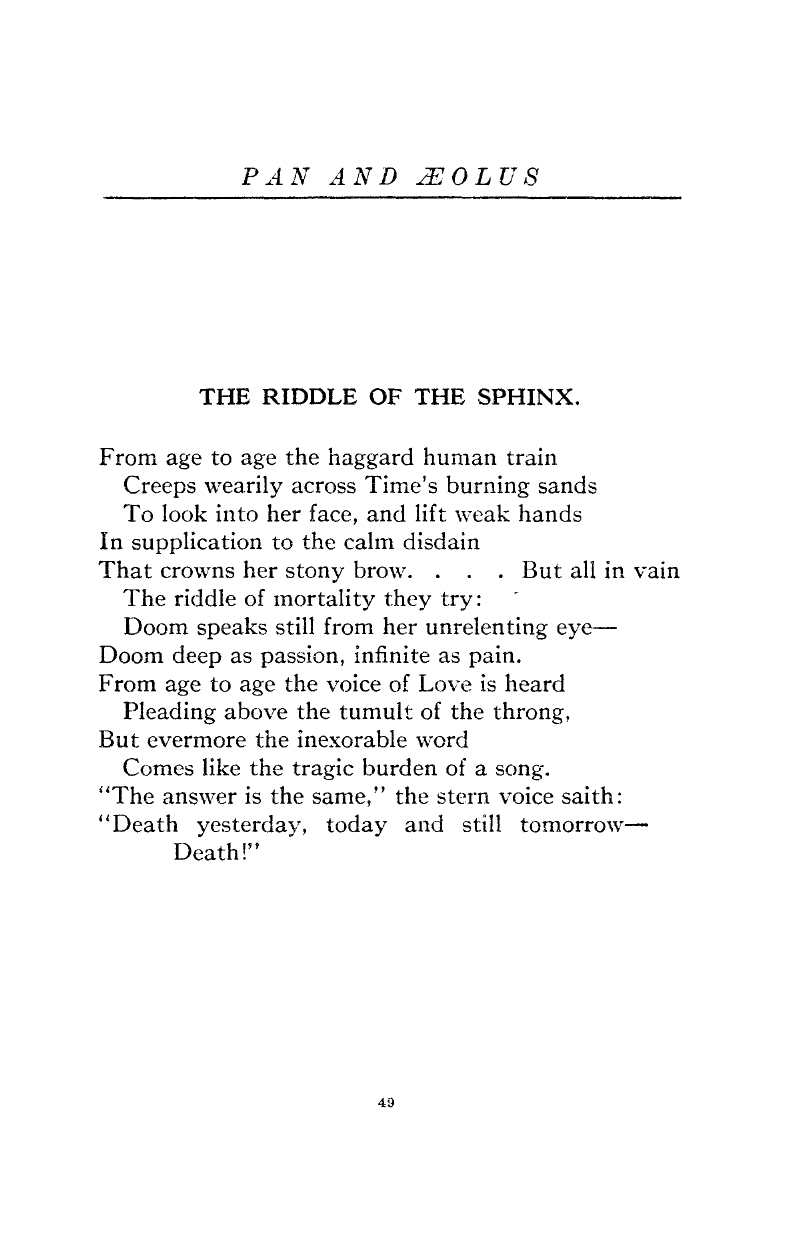 PAN AND ÆOLUS
THE RIDDLE OF THE SPHINX.
From age to age the haggard human train
Creeps wearily across Time's burning sands
To look into her face, and lift weak hands
In supplication to the calm disdain
That crowns her stony brow. . . . . But all in vain
The riddle of mortality they try:
Doom speaks still from her unrelenting eye—
Doom deep as passion, infinite as pain.
From age to age the voice of Love is heard
Pleading above the tumult of the throng,
But evermore the inexorable word
Comes like the tragic burden of a song.
"The answer is the same," the stern voice saith:
"Death yesterday, today and still tomorrow—
Death!"
49